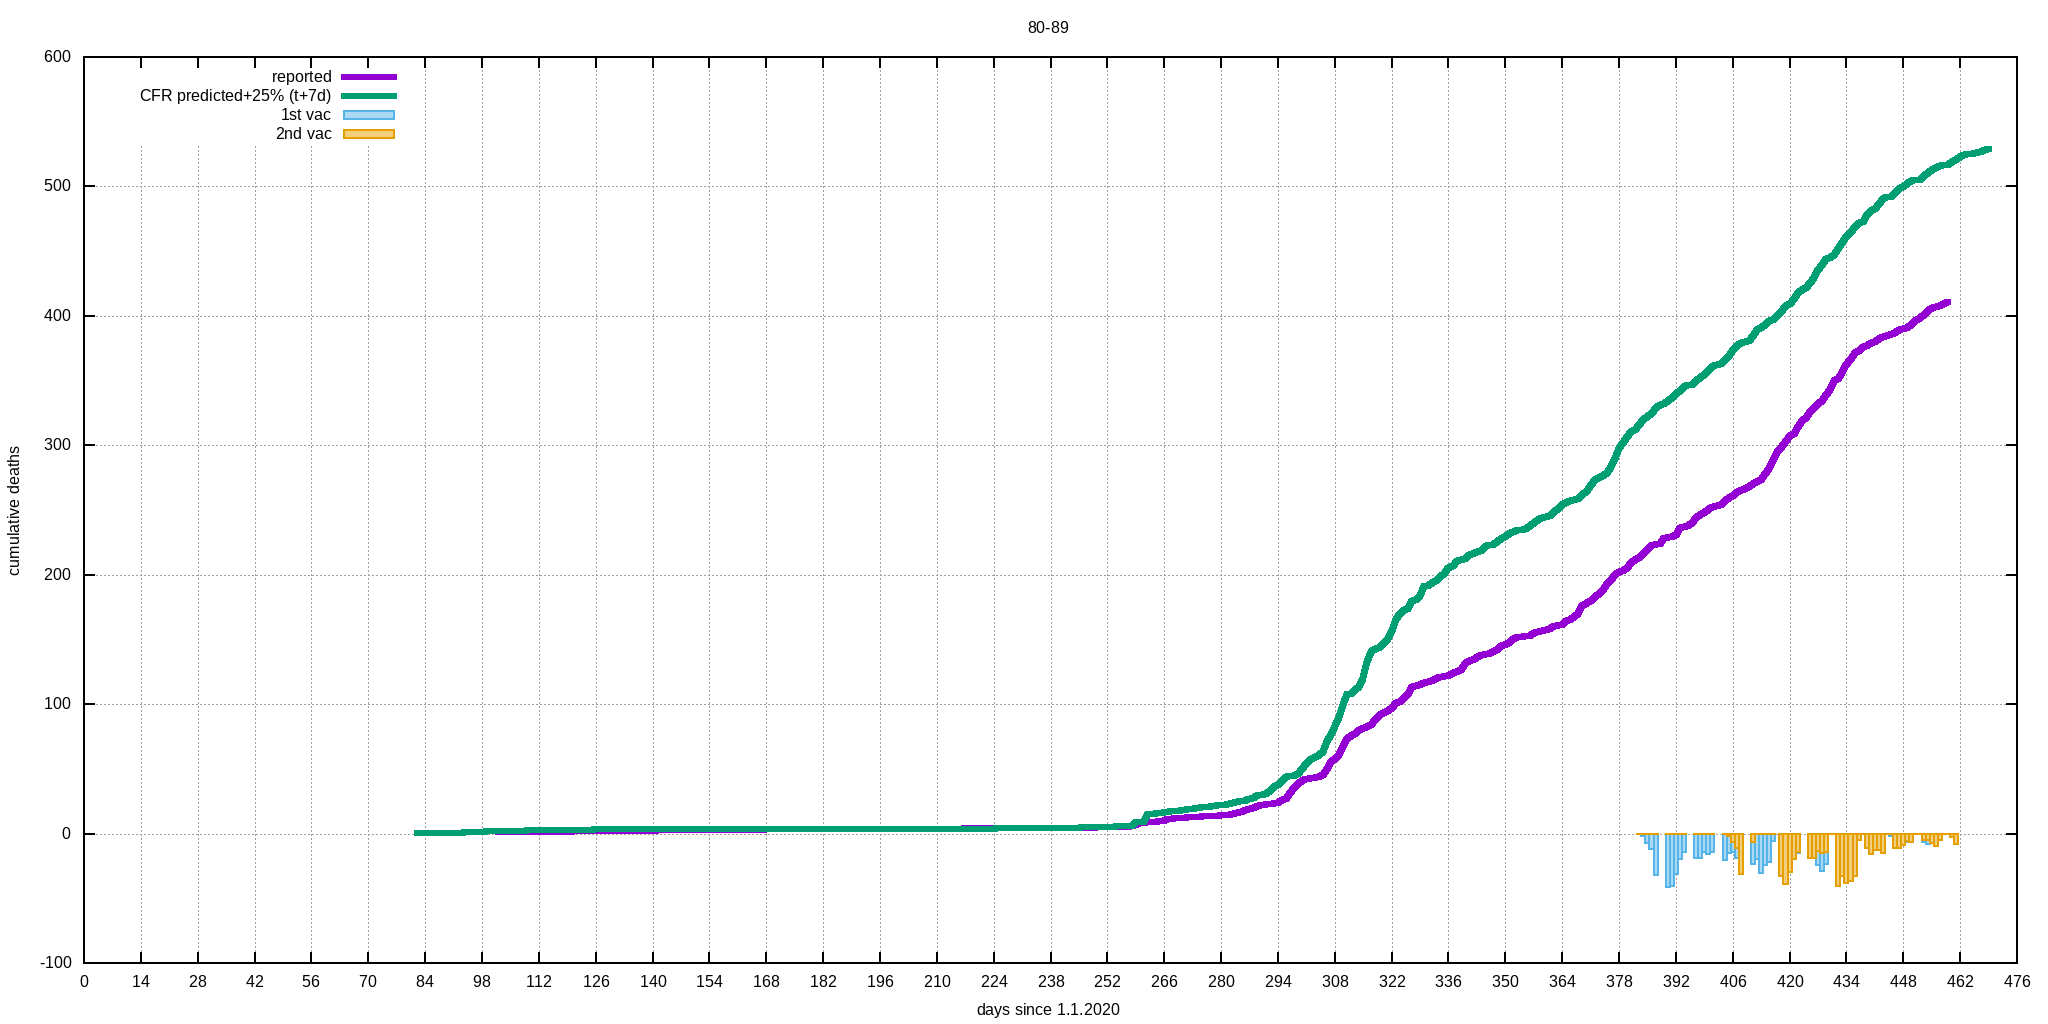 80-89
reported
CFR predicted+25% (t+7d)
1st vac
2nd vac
600
500
400
300
200
100
0
-100
cumulative deaths
0 14 28 42 56 70 84 98 112 126 140 154 168 182 196 210 224 238 252 266 280 294 308 322 336 350 364 378 392 406 420 434 448 462 476
days since 1.1.2020